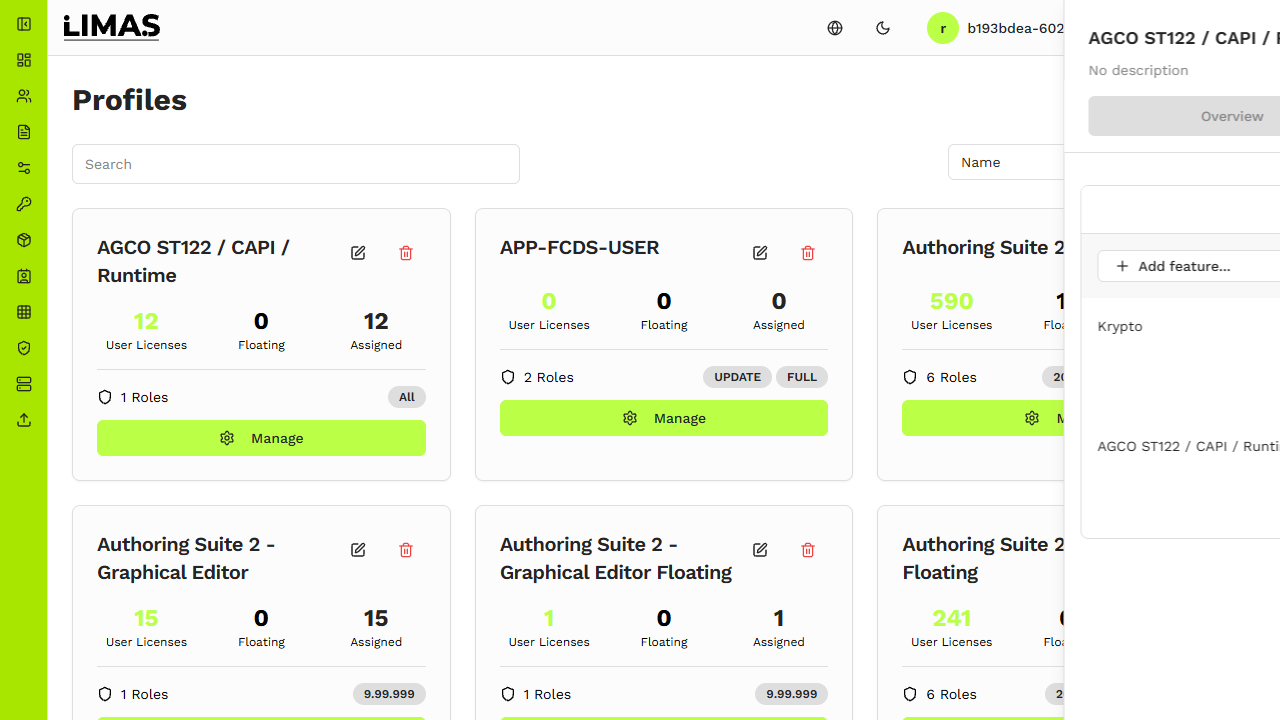 LIMAS
r
b193bdea-602
Profiles
Search
Name
AGCO ST122 / CAPI /
Runtime
12
User Licenses
0
Floating
12
Assigned
1 Roles
All
Manage
APP-FCDS-USER
0
User Licenses
0
Floating
0
Assigned
2 Roles
UPDATE
FULL
Manage
Authoring Suite 2
590
User Licenses
6 Roles
Authoring Suite 2 -
Graphical Editor
15
User Licenses
0
Floating
15
Assigned
1 Roles
9.99.999
Authoring Suite 2 -
Graphical Editor Floating
1
User Licenses
0
Floating
1
Assigned
1 Roles
9.99.999
Authoring Suite 2
Floating
241
User Licenses
6 Roles
AGCO ST122 / CAPI /
No description
Overview
Add feature...
Krypto
AGCO ST122 / CAPI /